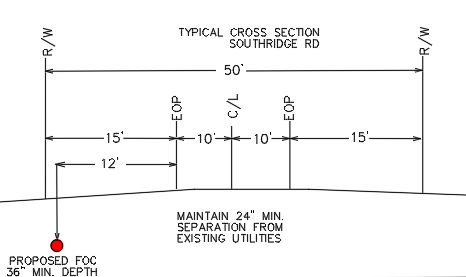 TYPICAL CROSS SECTION
SOUTHRIDGE RD
R/W
R/W
50'
EOP
C/L
EOP
15'
10'
10'
15'
12'
MAINTAIN 24" MIN.
SEPARATION FROM
EXISTING UTILITIES
PROPOSED FOC
36" MIN. DEPTH